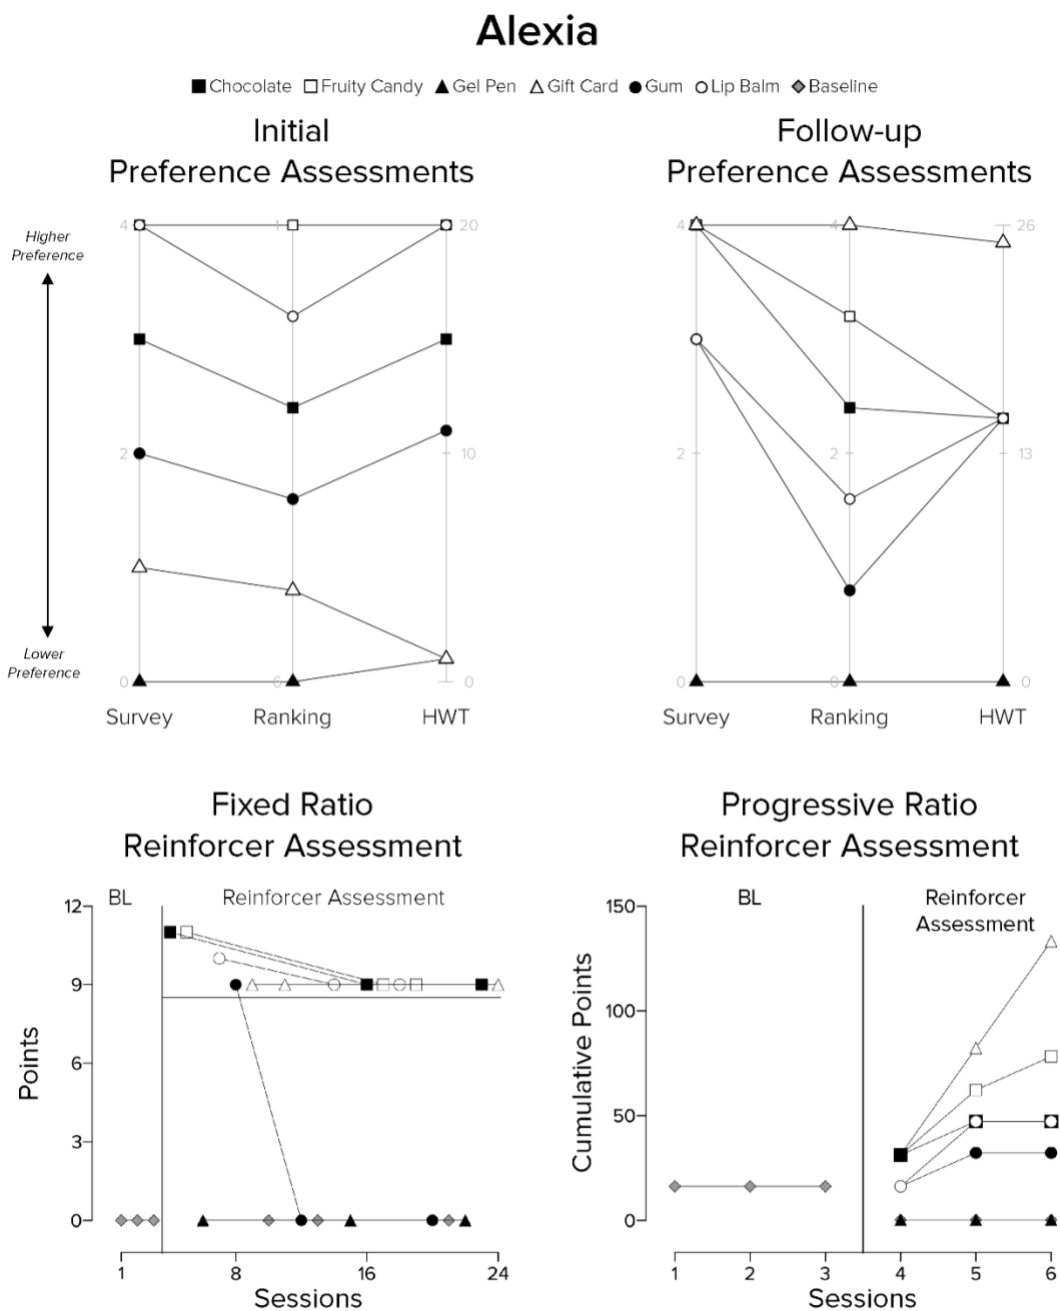 Alexia
Chocolate Fruity Candy Gel Pen Gift Card Gum Lip Balm Baseline
Initial
Preference Assessments
Higher
Preference
Lower
Preference
4 1 20
2 10
0 6 0
Survey Ranking HWT
Follow-up
Preference Assessments
4 4 26
2 2 13
0 0 0
Survey Ranking HWT
Fixed Ratio
Reinforcer Assessment
BL Reinforcer Assessment
Points
12
9
6
3
0
1 8 16 24
Sessions
Progressive Ratio
Reinforcer Assessment
BL Reinforcer
Assessment
Cumulative Points
150
100
50
0
1 2 3 4 5 6
Sessions